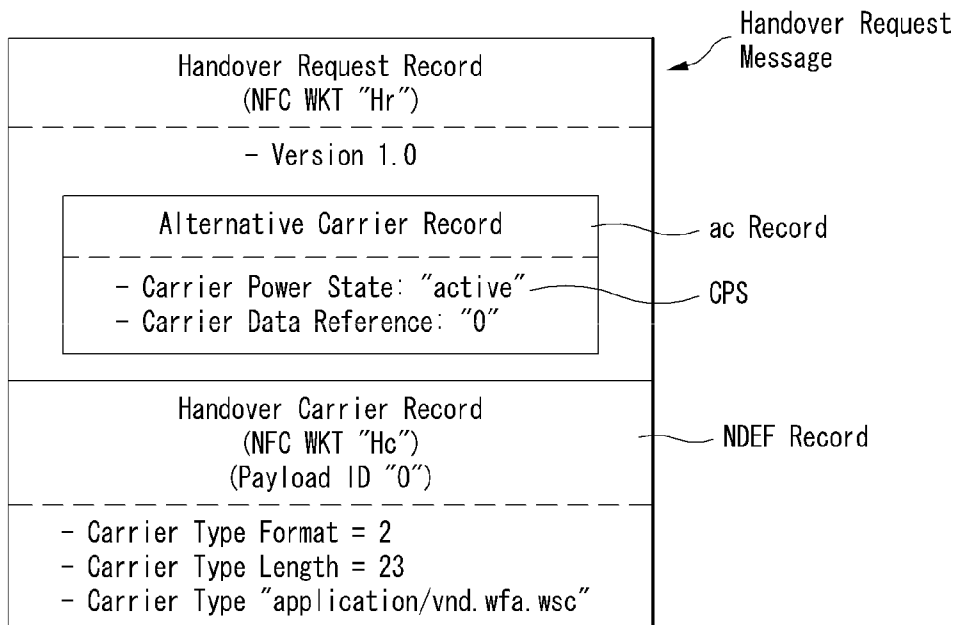 Handover Request
Message
Handover Request Record
(NFC WKT "Hr")
- Version 1.0
Alternative Carrier Record
ac Record
- Carrier Power State: "active"
CPS
- Carrier Data Reference: "0"
Handover Carrier Record
(NFC WKT "Hc")
(Payload ID "0")
NDEF Record
- Carrier Type Format = 2
- Carrier Type Length = 23
- Carrier Type "application/vnd.wfa.wsc"